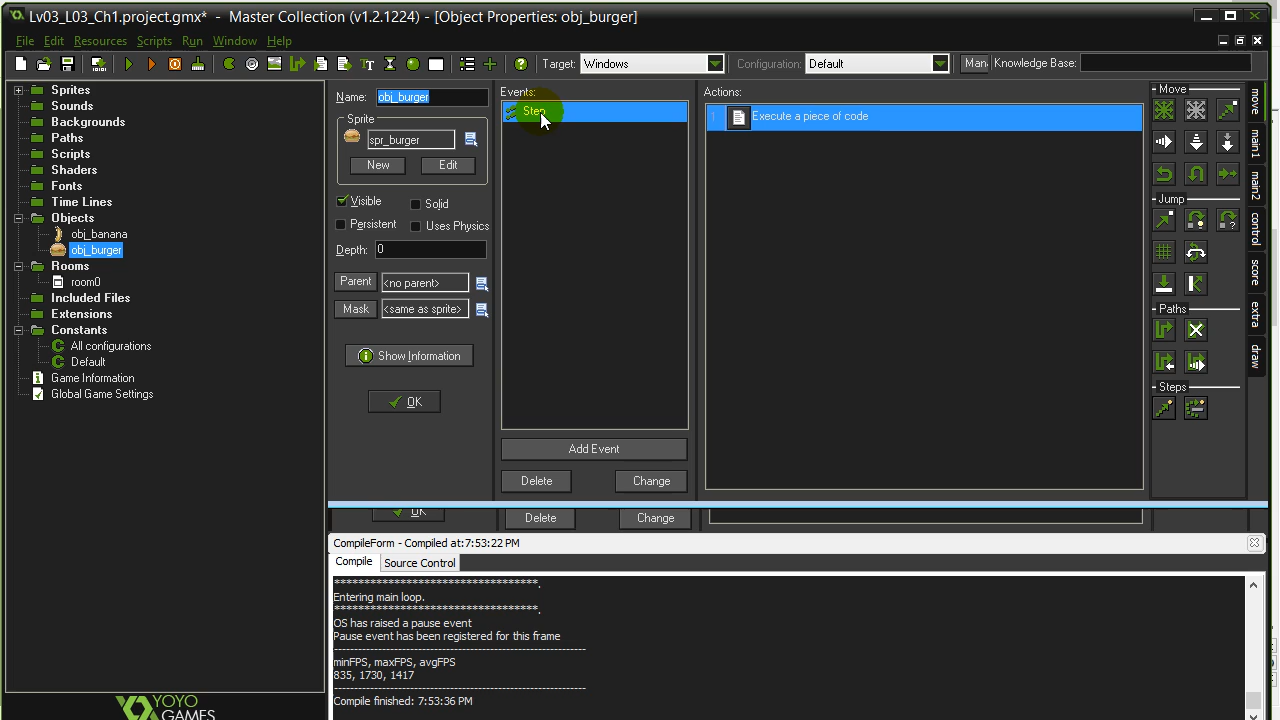 Lv03_L03_Ch1.project.gmx* - Master Collection (v1.2.1224) - [Object Properties: obj_burger]
File Edit Resources Scripts Run Window Help
Target: Windows Configuration: Default Man Knowledge Base:
Sprites
Sounds
Backgrounds
Paths
Scripts
Shaders
Fonts
Time Lines
Objects
obj_banana
obj_burger
Rooms
room0
Included Files
Extensions
Constants
All configurations
Default
Game Information
Global Game Settings
YOYO
GAMES
Name: obj_burger
Sprite
spr_burger
New Edit
Visible Solid
Persistent Uses Physics
Depth: 0
Parent <no parent>
Mask <same as sprite>
Show Information
OK
Events:
Step
Add Event
Delete Change
Actions:
Execute a piece of code
Move
Jump
Paths
Steps
move
main1
main2
control
score
extra
draw
OK Delete Change
CompileForm - Compiled at:7:53:22 PM
Compile Source Control
***********************************.
Entering main loop.
***********************************.
OS has raised a pause event
Pause event has been registered for this frame
---------------------------------------------------------------
minFPS, maxFPS, avgFPS
835, 1730, 1417
---------------------------------------------------------------
Compile finished: 7:53:36 PM